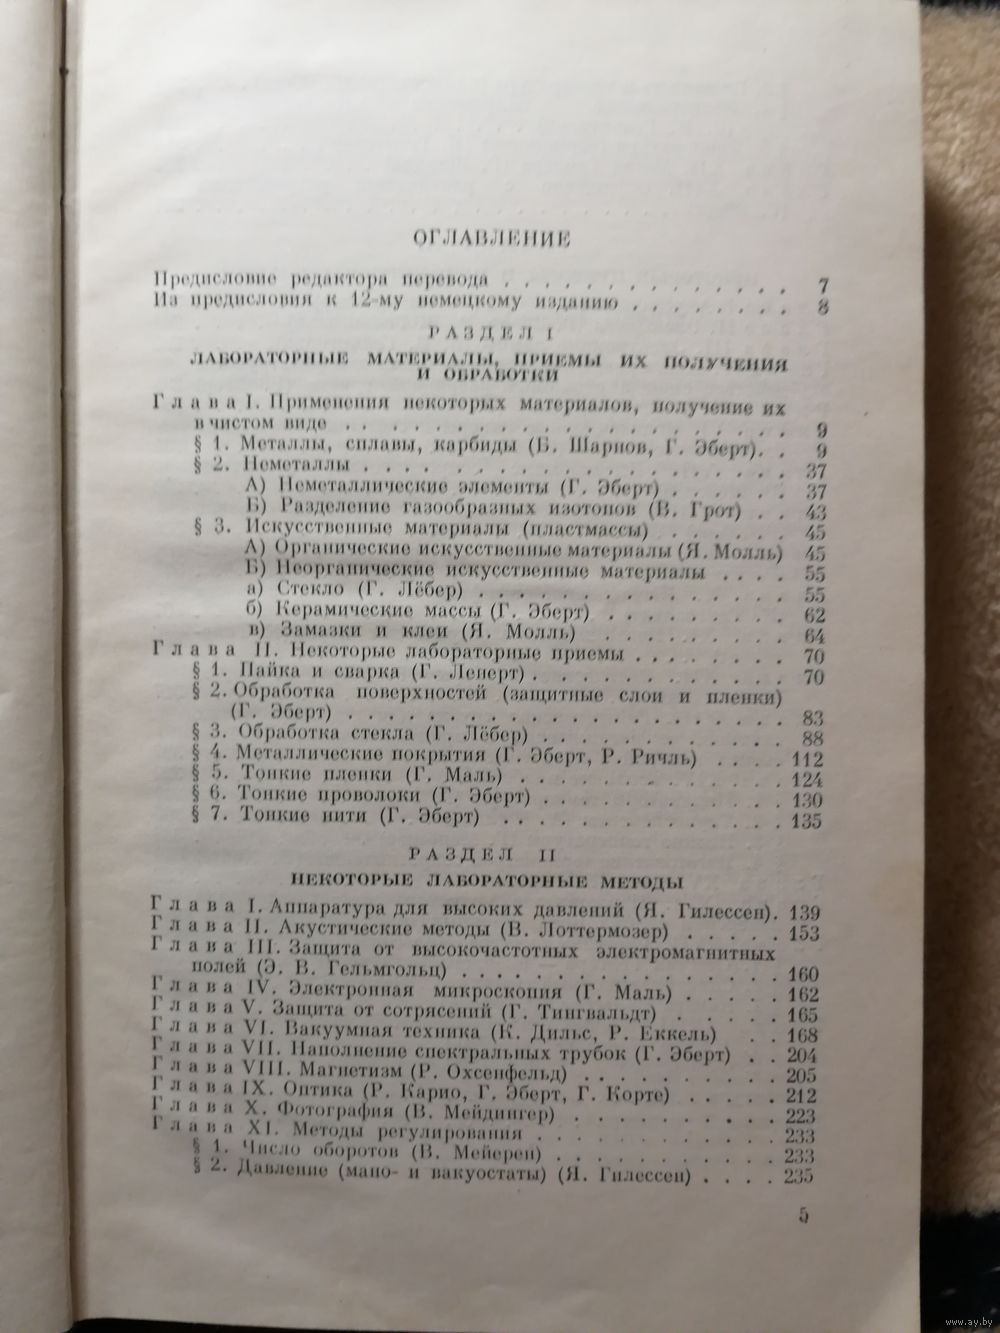 ОГЛАВЛЕНИЕ
Предисловие редактора перевода . . . . . . . . . . . . . . 7
Из предисловия к 12-му немецкому изданию . . . . . . . . 8
РАЗДЕЛ I
ЛАБОРАТОРНЫЕ МАТЕРИАЛЫ, ПРИЕМЫ ИХ ПОЛУЧЕНИЯ
И ОБРАБОТКИ
Глава I. Применения некоторых материалов, получение их
в чистом виде . . . . . . . . . . . . . . . . . . 9
§ 1. Металлы, сплавы, карбиды (Б. Шарнов, Г. Эберт). . 9
§ 2. Неметаллы . . . . . . . . . . . . . . . . . 37
А) Неметаллические элементы (Г. Эберт) . . . . . . 37
Б) Разделение газообразных изотопов (В. Грот) . . 43
§ 3. Искусственные материалы (пластмассы) . . . . . . 45
А) Органические искусственные материалы (Я. Молль) 45
Б) Неорганические искусственные материалы . . . . 55
а) Стекло (Г. Лёбер) . . . . . . . . . . . . . . . 55
б) Керамические массы (Г. Эберт) . . . . . . . . . 62
в) Замазки и клеи (Я. Молль) . . . . . . . . . 64
Глава II. Некоторые лабораторные приемы . . . . . . . . 70
§ 1. Пайка и сварка (Г. Леперт) . . . . . . . . . . . . 70
§ 2. Обработка поверхностей (защитные слои и пленки)
(Г. Эберт) . . . . . . . . . . . . . . . . . . . . 83
§ 3. Обработка стекла (Г. Лёбер) . . . . . . . . . . . 88
§ 4. Металлические покрытия (Г. Эберт, Р. Ричль) . . . . 112
§ 5. Тонкие пленки (Г. Маль) . . . . . . . . . . . . . 124
§ 6. Тонкие проволоки (Г. Эберт) . . . . . . . . . . . . 130
§ 7. Тонкие нити (Г. Эберт) . . . . . . . . . . . . . . 135
РАЗДЕЛ II
НЕКОТОРЫЕ ЛАБОРАТОРНЫЕ МЕТОДЫ
Глава I. Аппаратура для высоких давлений (Я. Гилессен). 139
Глава II. Акустические методы (В. Лоттермозер) . . . . . 153
Глава III. Защита от высокочастотных электромагнитных
полей (Э. В. Гельмгольц) . . . . . . . . . . . . . . . 160
Глава IV. Электронная микроскопия (Г. Маль) . . . . . 162
Глава V. Защита от сотрясений (Г. Тингвальдт) . . . . . 165
Глава VI. Вакуумная техника (К. Дильс, Р. Еккель) . . 168
Глава VII. Наполнение спектральных трубок (Г. Эберт) . . 204
Глава VIII. Магнетизм (Р. Охсенфельд) . . . . . . . . . . 205
Глава IX. Оптика (Р. Карио, Г. Эберт, Г. Корте) . . . . . 212
Глава X. Фотография (В. Мейдингер) . . . . . . . . . . 223
Глава XI. Методы регулирования . . . . . . . . . . . . 233
§ 1. Число оборотов (В. Мейерен) . . . . . . . . . . . 233
§ 2. Давление (мано- и вакуостаты) (Я. Гилессен) . . . . 235
5
www.ay.by